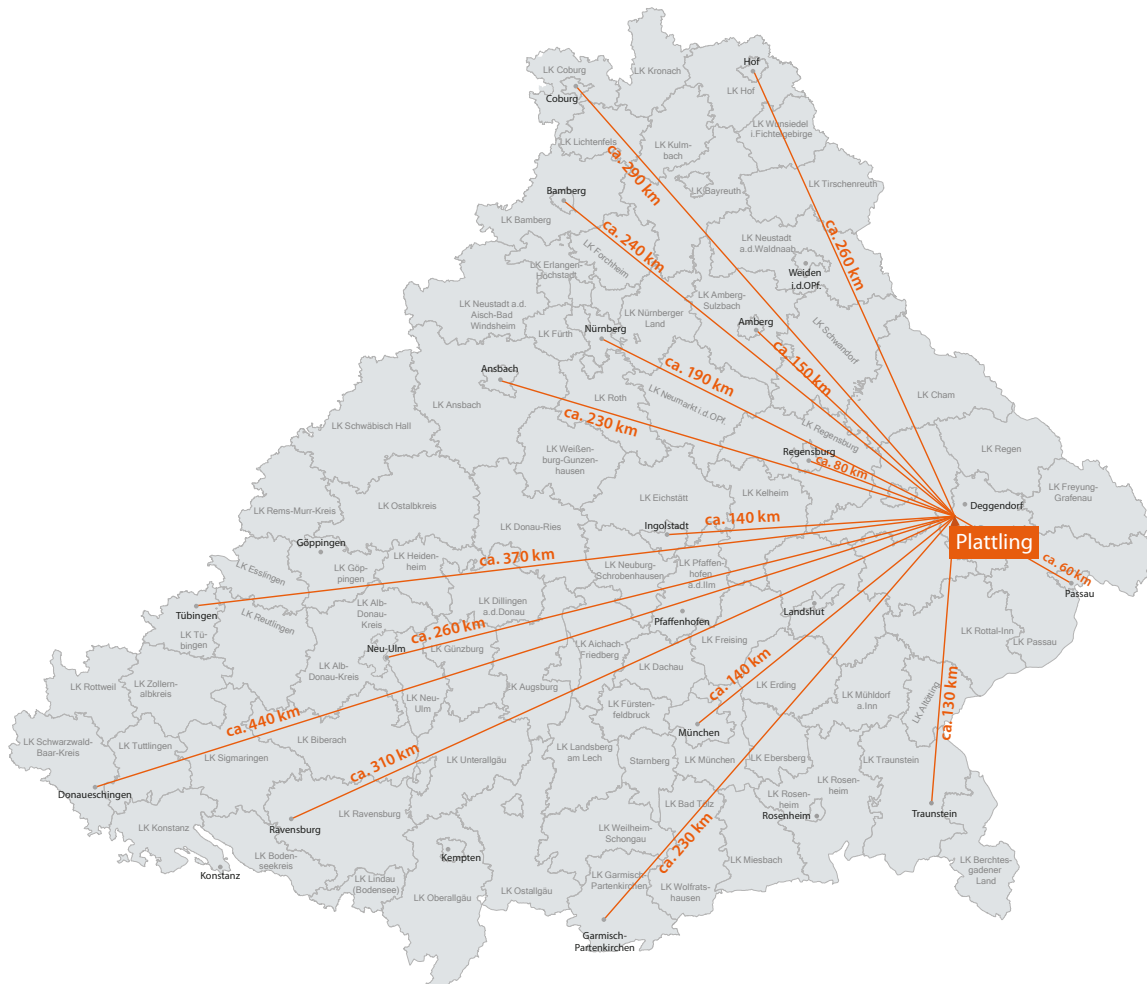 Hof
LK Coburg
LK Kronach
LK Hof
Coburg
LK Wunsiedel
i.Fichtelgebirge
LK Lichtenfels
LK Kulm-
bach
ca. 290 km
LK Bayreuth
LK Tirschenreuth
Bamberg
LK Bamberg
ca. 240 km
ca. 260 km
LK Forchheim
LK Neustadt
a.d.Waldnaab
LK Erlangen-
Höchstadt
Weiden
i.d.OPf.
LK Neustadt a.d.
Aisch-Bad
Windsheim
LK Nürnberger
Land
LK Amberg-
Sulzbach
LK Fürth
Nürnberg
Amberg
LK Schwandorf
ca. 150 km
Ansbach
ca. 190 km
LK Ansbach
LK Roth
LK Neumarkt i.d.OPf.
LK Cham
ca. 230 km
LK Schwäbisch Hall
LK Regensburg
LK Weißen-
burg-Gunzen-
hausen
Regensburg
ca. 80 km
LK Regen
LK Freyung-
Grafenau
LK Eichstätt
LK Kelheim
Deggendorf
LK Rems-Murr-Kreis
LK Ostalbkreis
LK Donau-Ries
Ingolstadt
ca. 140 km
Plattling
Göppingen
LK Esslingen
LK Göp-
pingen
LK Heiden-
heim
ca. 370 km
LK Neuburg-
Schrobenhausen
LK Pfaffen-
hofen
a.d.Ilm
ca. 60 km
Passau
Tübingen
LK Reutlingen
LK Alb-
Donau-
Kreis
LK Dillingen
a.d.Donau
Pfaffenhofen
Landshut
LK Tü-
bingen
ca. 260 km
Neu-Ulm
LK Günzburg
LK Aichach-
Friedberg
LK Freising
LK Rottal-Inn
LK Passau
LK Alb-
Donau-Kreis
LK Dachau
LK Rottweil
LK Zollern-
albkreis
LK Neu-
Ulm
LK Augsburg
ca. 140 km
LK Erding
LK Mühldorf
a.Inn
LK Altötting
ca. 130 km
ca. 440 km
LK Fürsten-
feldbruck
München
LK Schwarzwald-
Baar-Kreis
LK Tuttlingen
LK Sigmaringen
LK Biberach
ca. 310 km
LK Unterallgäu
LK Landsberg
am Lech
Starnberg
LK München
LK Ebersberg
LK Traunstein
Donaueschingen
LK Rosen-
heim
LK Rosen-
heim
Rosenheim
Traunstein
LK Konstanz
Ravensburg
LK Ravensburg
LK Bad Tölz
LK Weilheim-
Schongau
ca. 230 km
LK Boden-
seekreis
Kempten
LK Miesbach
LK Berchtes-
gadener
Land
Konstanz
LK Lindau
(Bodensee)
LK Oberallgäu
LK Ostallgäu
LK Garmisch-
Partenkirchen
LK Wolfrats-
hausen
Garmisch-
Partenkirchen